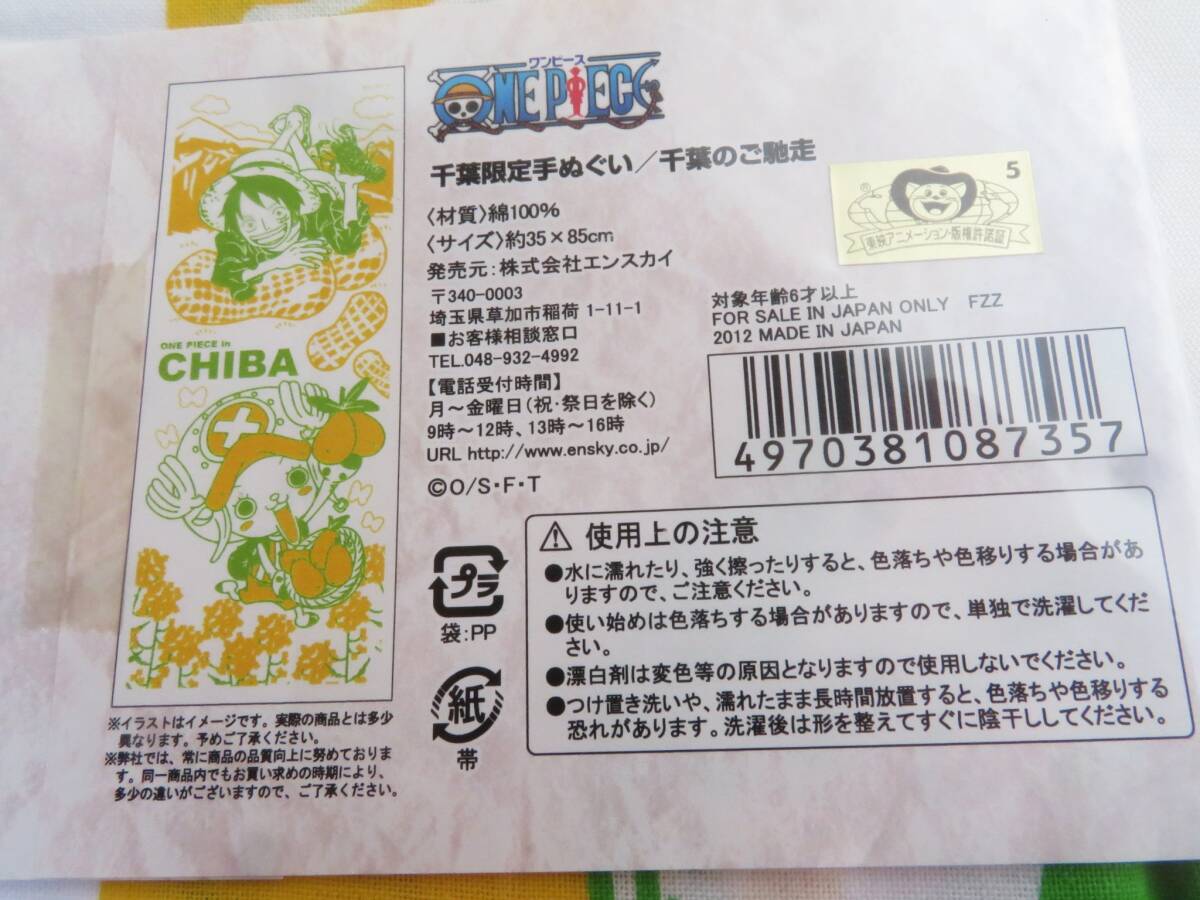 ワンピース
ONE PIECE
千葉限定手ぬぐい／千葉のご馳走
〈材質〉綿100%
〈サイズ〉約35×85cm
発売元：株式会社エンスカイ
〒340-0003
埼玉県草加市稲荷 1-11-1
■お客様相談窓口
TEL.048-932-4992
【電話受付時間】
月～金曜日（祝・祭日を除く）
9時～12時、13時～16時
URL http://www.ensky.co.jp/
©O/S・F・T
5
®
東映アニメーション・版権許諾証
対象年齢6才以上
FOR SALE IN JAPAN ONLY FZZ
2012 MADE IN JAPAN
4970381087357
ONE PIECE in
CHIBA
※イラストはイメージです。実際の商品とは多少
異なります。予めご了承ください。
※弊社では、常に商品の品質向上に努めておりま
す。同一商品内でもお買い求めの時期により、
多少の違いがございますので、ご了承ください。
プラ
袋：PP
紙
帯
使用上の注意
●水に濡れたり、強く擦ったりすると、色落ちや色移りする場合があ
りますので、ご注意ください。
●使い始めは色落ちする場合がありますので、単独で洗濯してくだ
さい。
●漂白剤は変色等の原因となりますので使用しないでください。
●つけ置き洗いや、濡れたまま長時間放置すると、色落ちや色移りする
恐れがあります。洗濯後は形を整えてすぐに陰干ししてください。